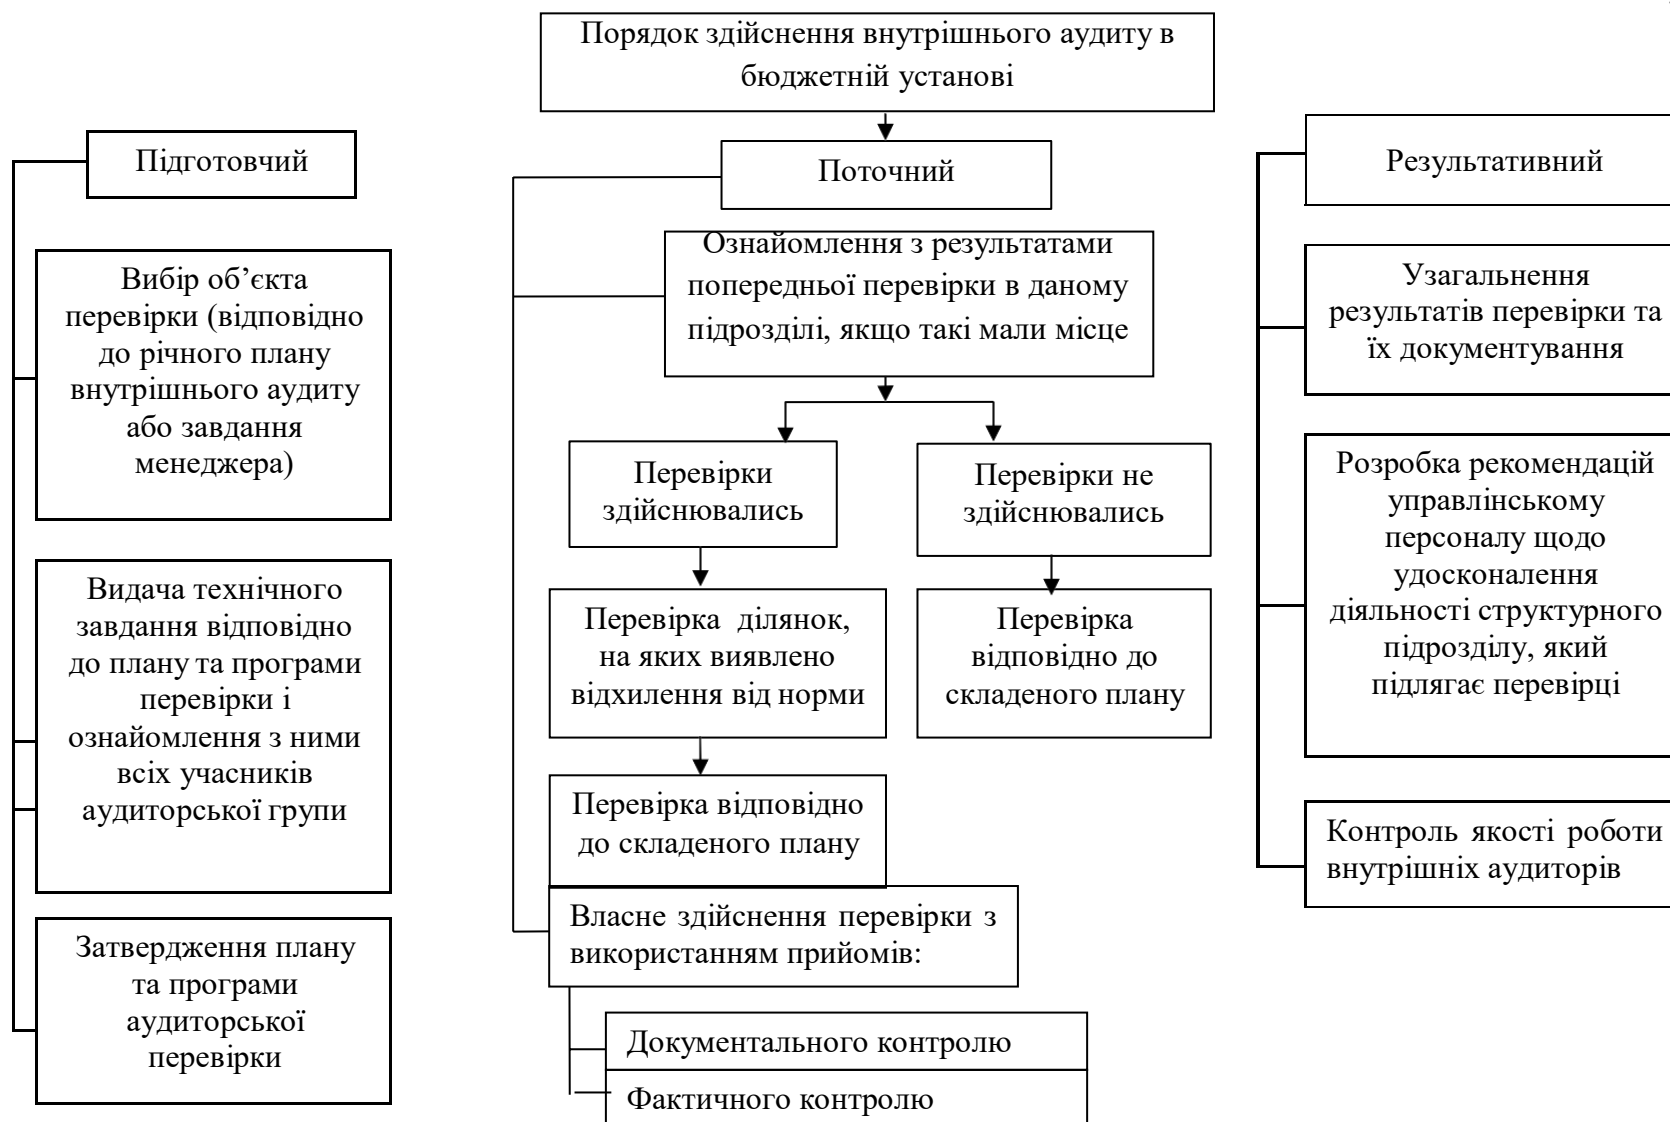 Порядок здійснення внутрішнього аудиту в
бюджетній установі
Підготовчий
Вибір об’єкта
перевірки (відповідно
до річного плану
внутрішнього аудиту
або завдання
менеджера)
Видача технічного
завдання відповідно
до плану та програми
перевірки і
ознайомлення з ними
всіх учасників
аудиторської групи
Затвердження плану
та програми
аудиторської
перевірки
Поточний
Ознайомлення з результатами
попередньої перевірки в даному
підрозділі, якщо такі мали місце
Перевірки
здійснювались
Перевірки не
здійснювались
Перевірка ділянок,
на яких виявлено
відхилення від норми
Перевірка
відповідно до
складеного плану
Перевірка відповідно
до складеного плану
Власне здійснення перевірки з
використанням прийомів:
Документального контролю
Фактичного контролю
Результативний
Узагальнення
результатів перевірки та
їх документування
Розробка рекомендацій
управлінському
персоналу щодо
удосконалення
діяльності структурного
підрозділу, який
підлягає перевірці
Контроль якості роботи
внутрішніх аудиторів